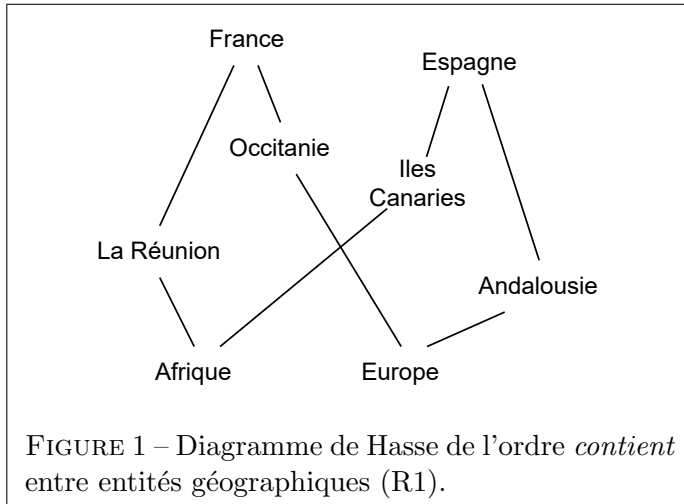 France
Espagne
Occitanie
Iles
Canaries
La Réunion
Andalousie
Afrique
Europe
FIGURE 1 – Diagramme de Hasse de l'ordre contient
entre entités géographiques (R1).